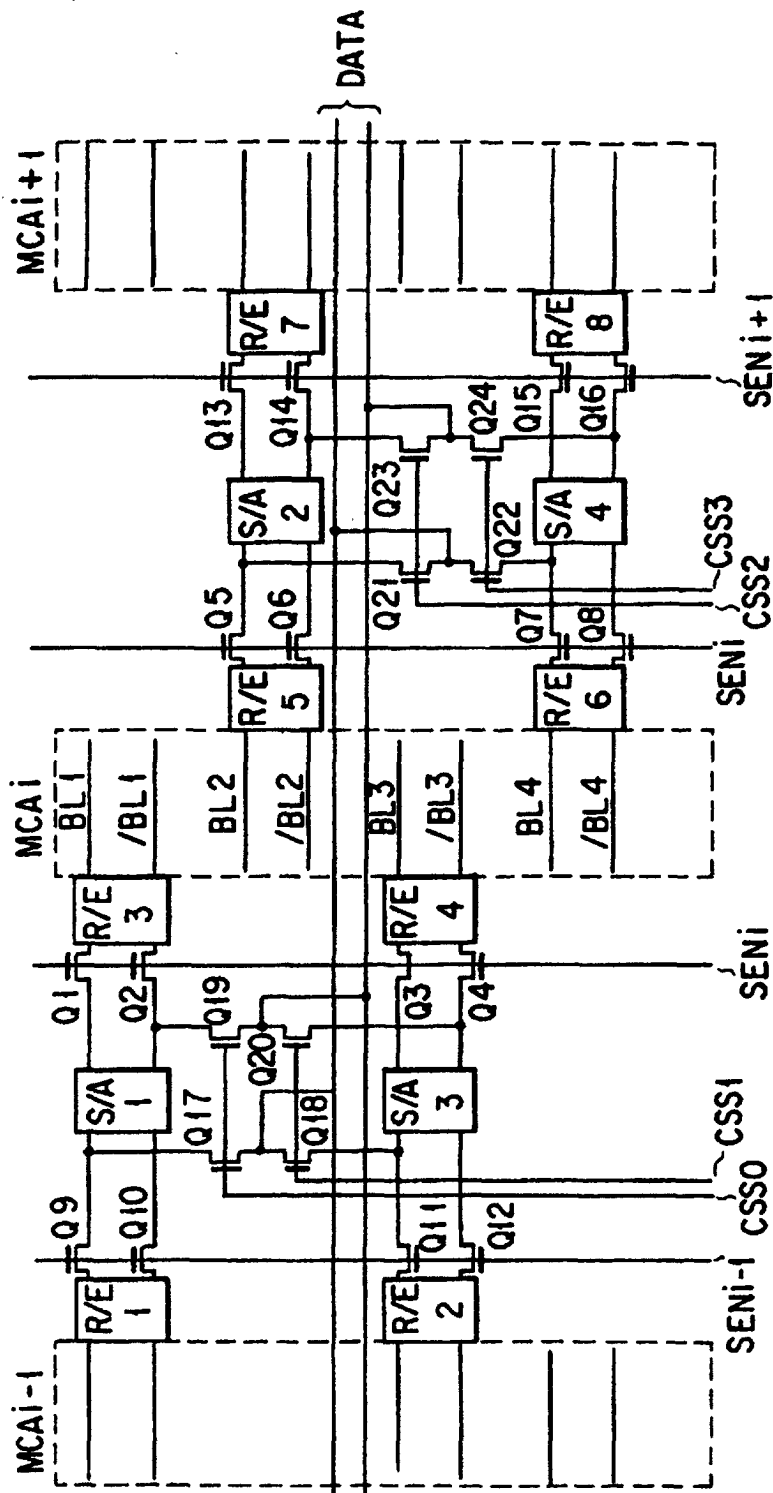 MCAi-1
MCAi
MCAi+1
DATA
R/E
1
Q9
Q10
S/A
1
Q1
Q2
R/E
3
BL1
/BL1
BL2
/BL2
R/E
5
Q5
Q6
S/A
2
Q13
Q14
R/E
7
Q17
Q19
Q20
Q18
Q21
Q23
Q22
Q24
R/E
2
Q11
Q12
S/A
3
Q3
Q4
R/E
4
BL3
/BL3
BL4
/BL4
R/E
6
Q7
Q8
S/A
4
Q15
Q16
R/E
8
SENi-1
CSS0
CSS1
SENi
SENi
CSS2
CSS3
SENi+1